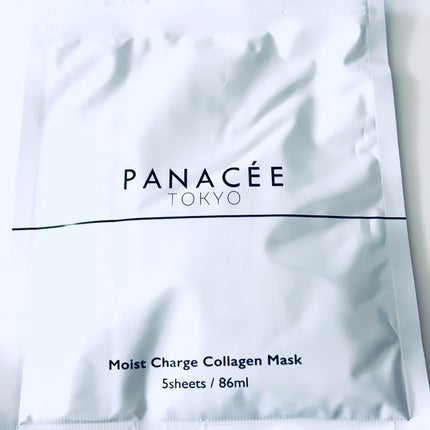 PANACÉE
TOKYO
Moist Charge Collagen Mask
5sheets / 86ml